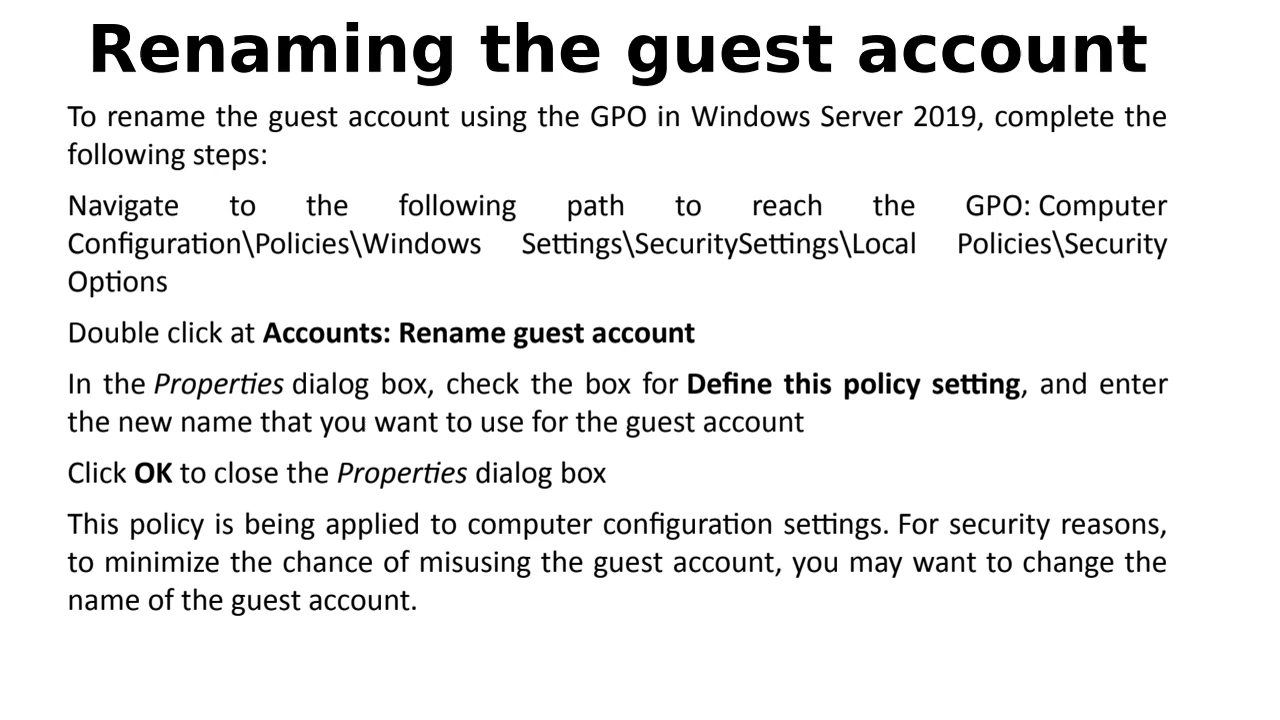 Renaming the guest account
To rename the guest account using the GPO in Windows Server 2019, complete the
following steps:
Navigate to the following path to reach the GPO: Computer
Configuration\Policies\Windows Settings\SecuritySettings\Local Policies\Security
Options
Double click at Accounts: Rename guest account
In the Properties dialog box, check the box for Define this policy setting, and enter
the new name that you want to use for the guest account
Click OK to close the Properties dialog box
This policy is being applied to computer configuration settings. For security reasons,
to minimize the chance of misusing the guest account, you may want to change the
name of the guest account.